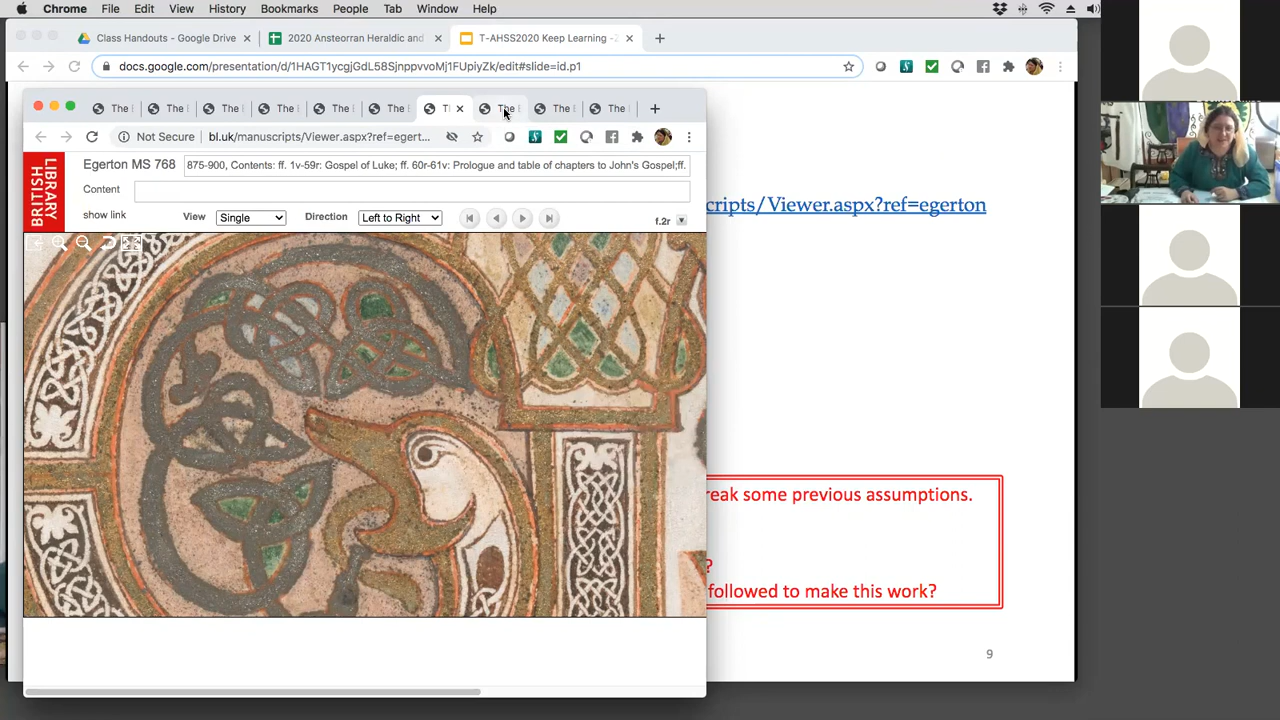 Chrome File Edit View History Bookmarks People Tab Window Help
Class Handouts - Google Drive
2020 Ansteorran Heraldic and
T-AHSS2020 Keep Learning -
docs.google.com/presentation/d/1HAGT1ycgjGdL58SjnppvvoMj1FUpiyZk/edit#slide=id.p1
The The The The The The The The The
Not Secure bl.uk/manuscripts/Viewer.aspx?ref=egert...
BRITISH LIBRARY
Egerton MS 768
875-900, Contents: ff. 1v-59r: Gospel of Luke; ff. 60r-61v: Prologue and table of chapters to John's Gospel;ff.
Content
show link
View Single Direction Left to Right
f.2r
cripts/Viewer.aspx?ref=egerton
reak some previous assumptions.
?
followed to make this work?
9